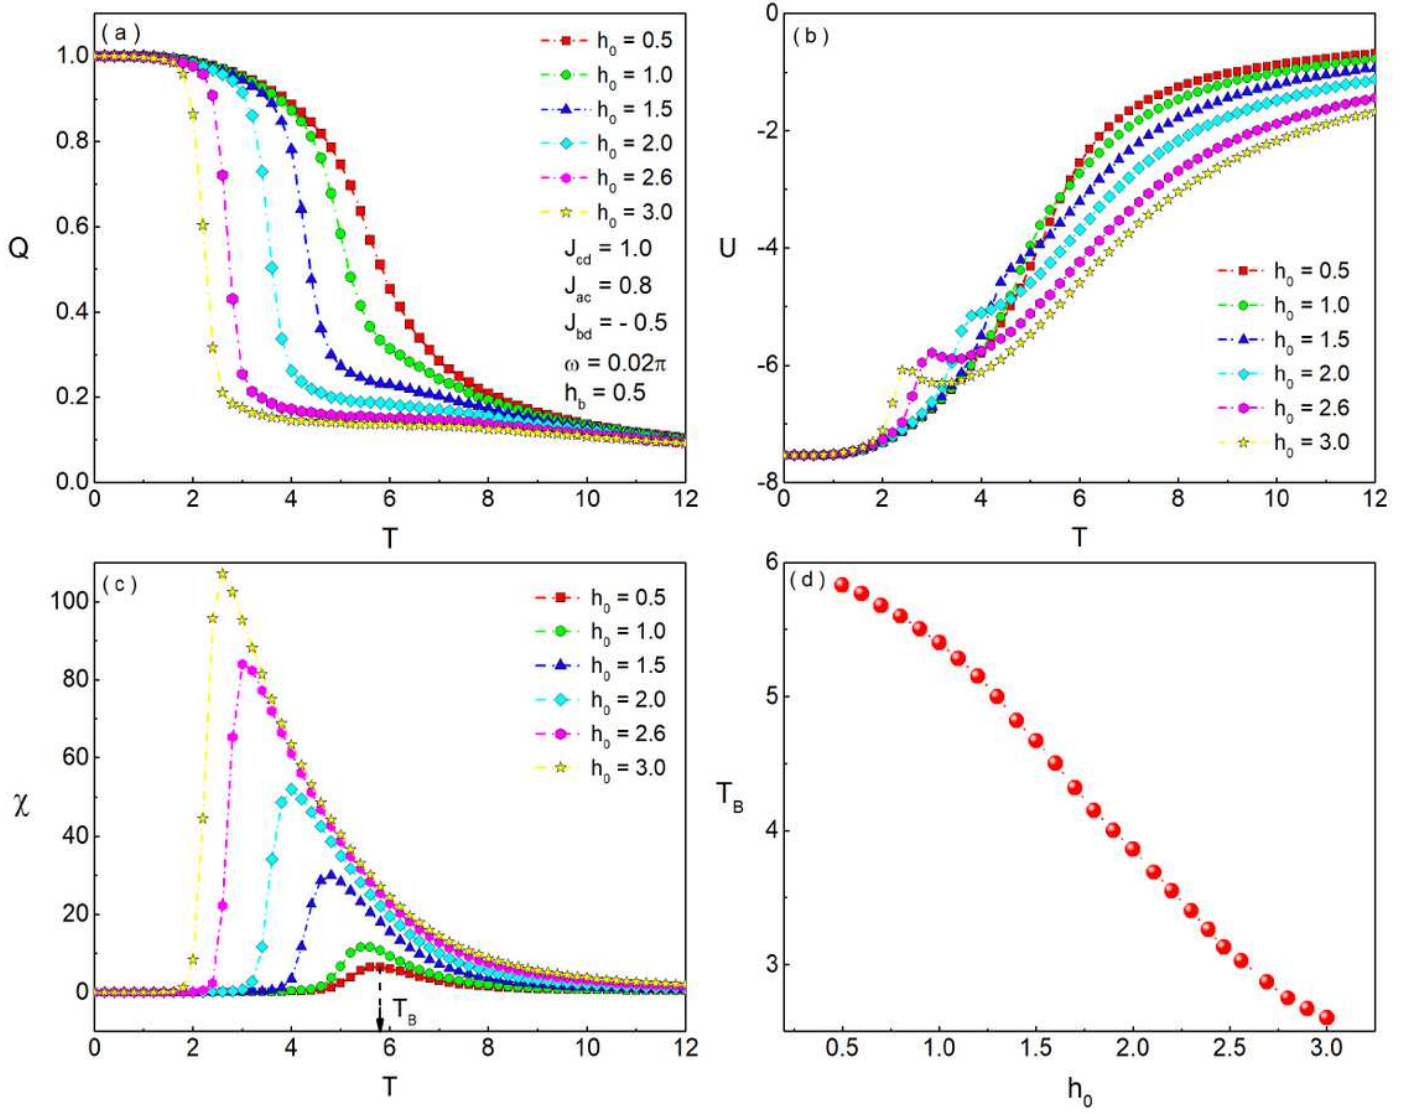 ( a )
h₀ = 0.5
h₀ = 1.0
h₀ = 1.5
h₀ = 2.0
h₀ = 2.6
h₀ = 3.0
J_cd = 1.0
J_ac = 0.8
J_bd = - 0.5
ω = 0.02π
h_b = 0.5
1.0
0.8
0.6
0.4
0.2
0.0
Q
0 2 4 6 8 10 12
T
( b )
0
-2
-4
-6
-8
U
h₀ = 0.5
h₀ = 1.0
h₀ = 1.5
h₀ = 2.0
h₀ = 2.6
h₀ = 3.0
0 2 4 6 8 10 12
T
( c )
h₀ = 0.5
h₀ = 1.0
h₀ = 1.5
h₀ = 2.0
h₀ = 2.6
h₀ = 3.0
100
80
60
40
20
0
χ
T_B
0 2 4 6 8 10 12
T
(d)
6
5
4
3
T_B
0.5 1.0 1.5 2.0 2.5 3.0
h₀